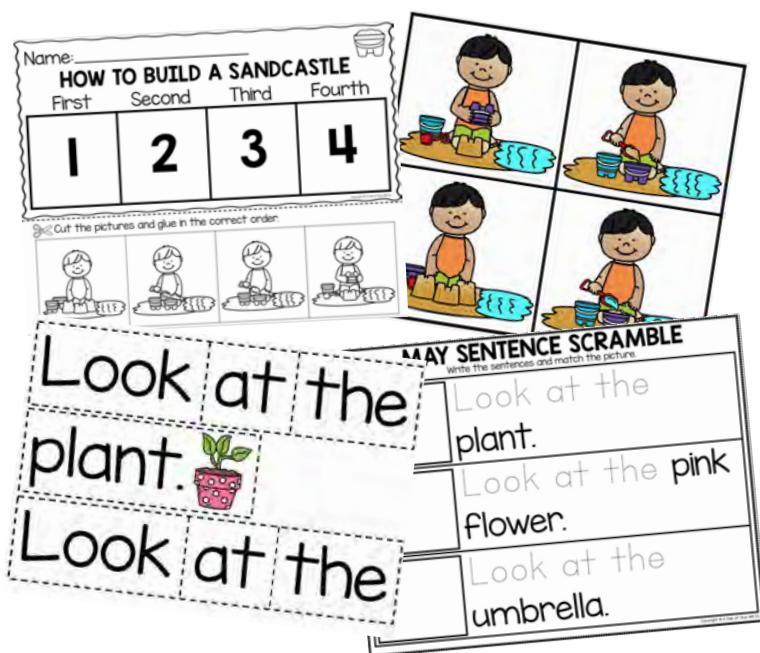 Name:
HOW TO BUILD A SANDCASTLE
First Second Third Fourth
1 2 3 4
Cut the pictures and glue in the correct order.
Look at the
plant.
Look at the
MAY SENTENCE SCRAMBLE
Write the sentences and match the picture.
Look at the
plant.
Look at the pink
flower.
Look at the
umbrella.